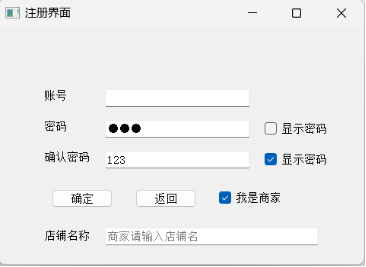 注册界面
账号
密码 ●●● 显示密码
确认密码 123 显示密码
确定 返回 我是商家
店铺名称 商家请输入店铺名